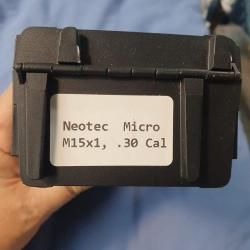 Neotec Micro
M15x1, .30 Cal